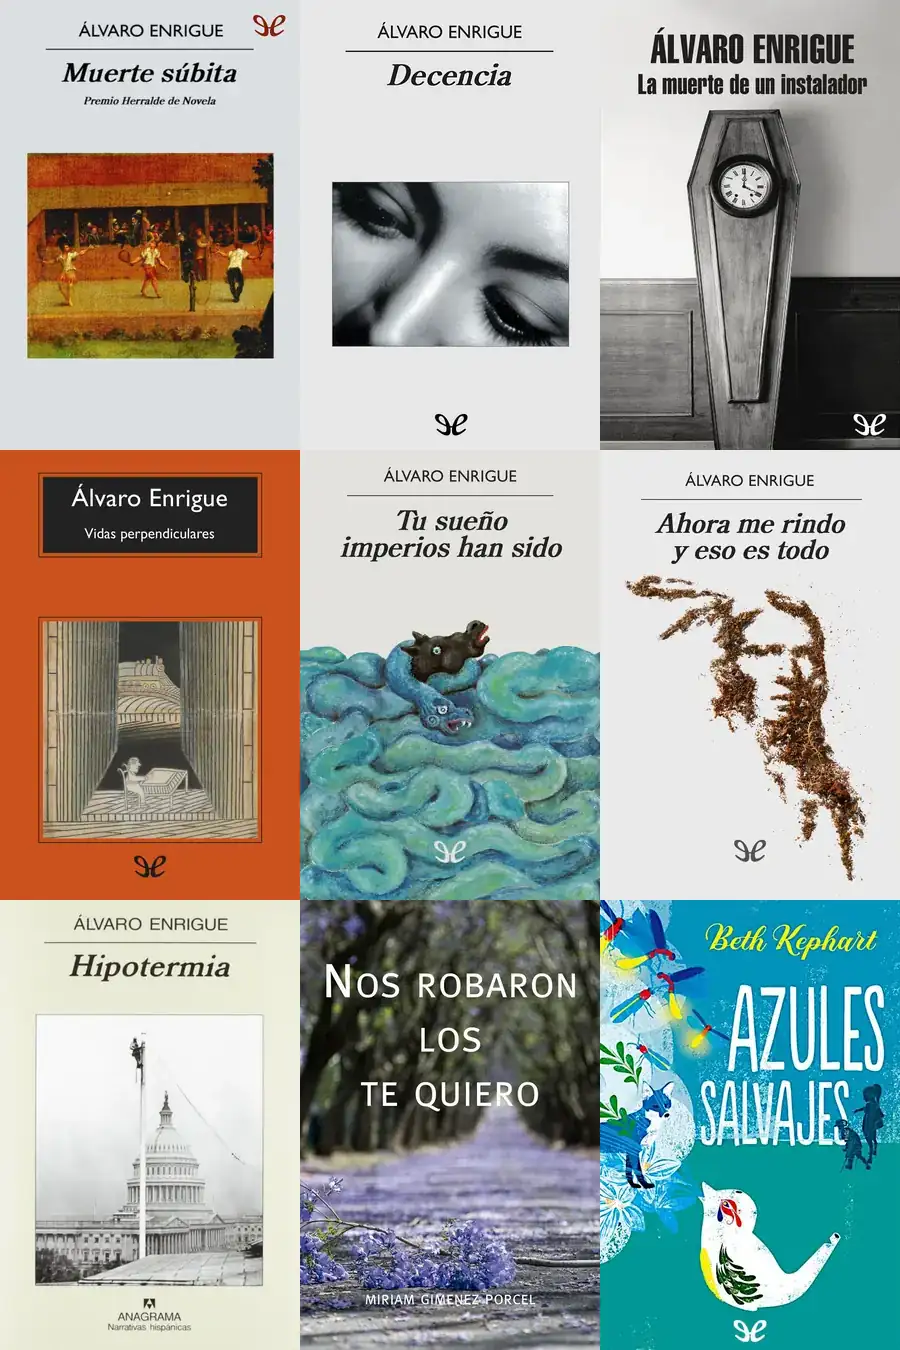 ÁLVARO ENRIGUE
Muerte súbita
Premio Herralde de Novela
ÁLVARO ENRIGUE
Decencia
ÁLVARO ENRIGUE
La muerte de un instalador
Álvaro Enrigue
Vidas perpendiculares
ÁLVARO ENRIGUE
Tu sueño
imperios han sido
ÁLVARO ENRIGUE
Ahora me rindo
y eso es todo
ÁLVARO ENRIGUE
Hipotermia
ANAGRAMA
Narrativas hispánicas
NOS ROBARON
LOS
TE QUIERO
MIRIAM GIMENEZ PORCEL
Beth Kephart
AZULES
SALVAJES